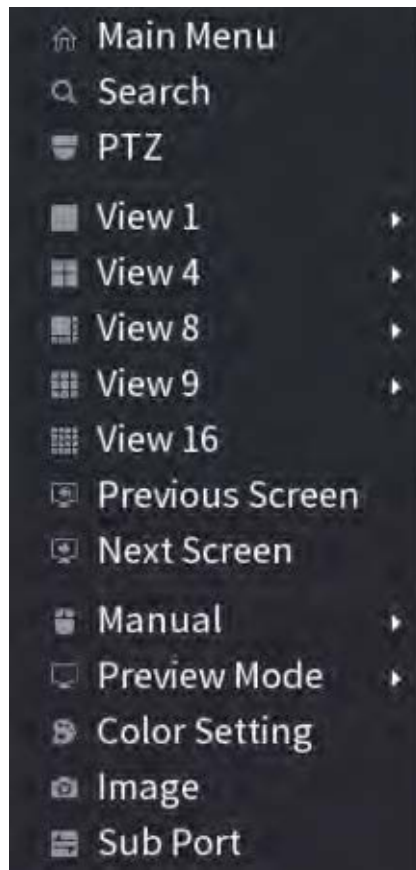 Main Menu
Search
PTZ
View 1
View 4
View 8
View 9
View 16
Previous Screen
Next Screen
Manual
Preview Mode
Color Setting
Image
Sub Port